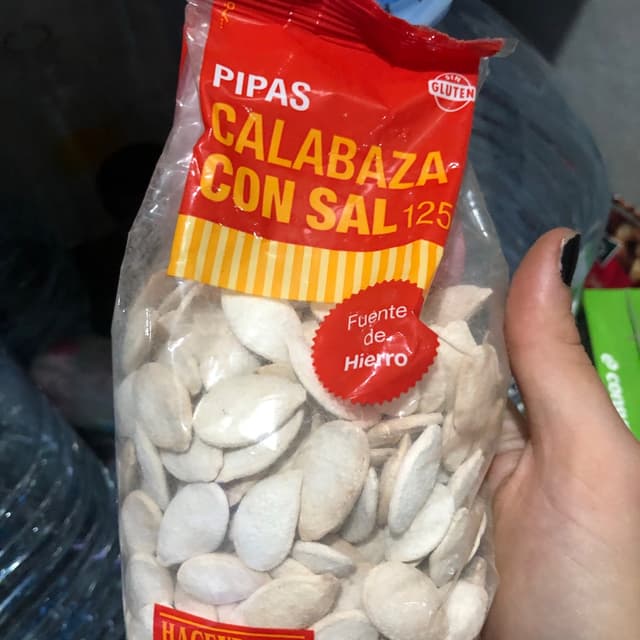 PIPAS
SIN
GLUTEN
CALABAZA
CON SAL 125
Fuente
de
Hierro